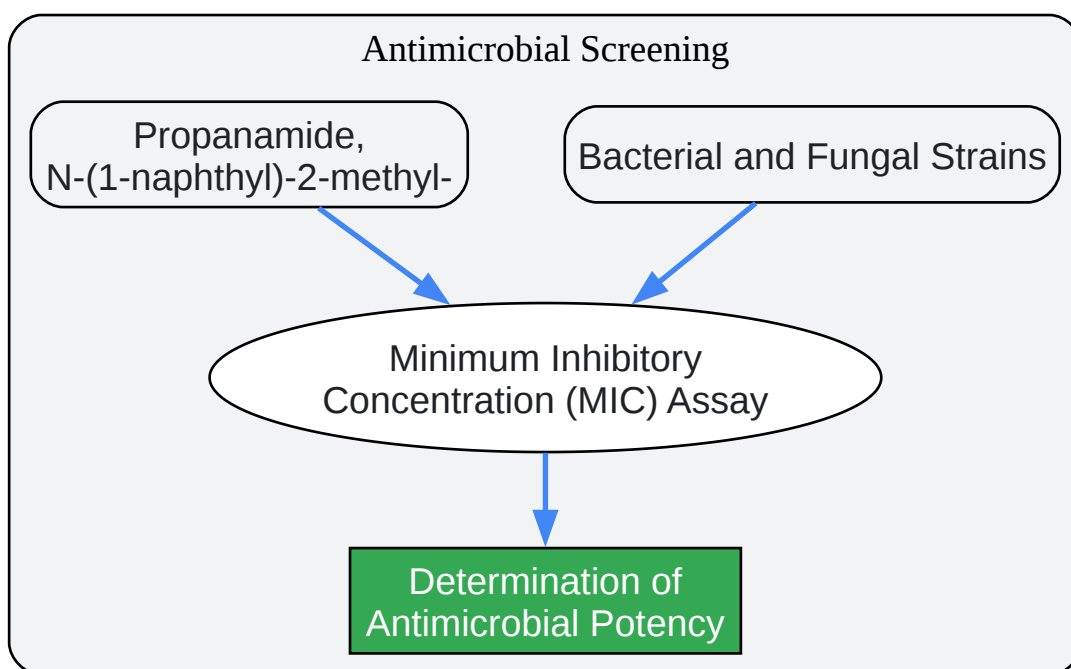 Antimicrobial Screening
Propanamide,
N-(1-naphthyl)-2-methyl-
Bacterial and Fungal Strains
Minimum Inhibitory
Concentration (MIC) Assay
Determination of
Antimicrobial Potency